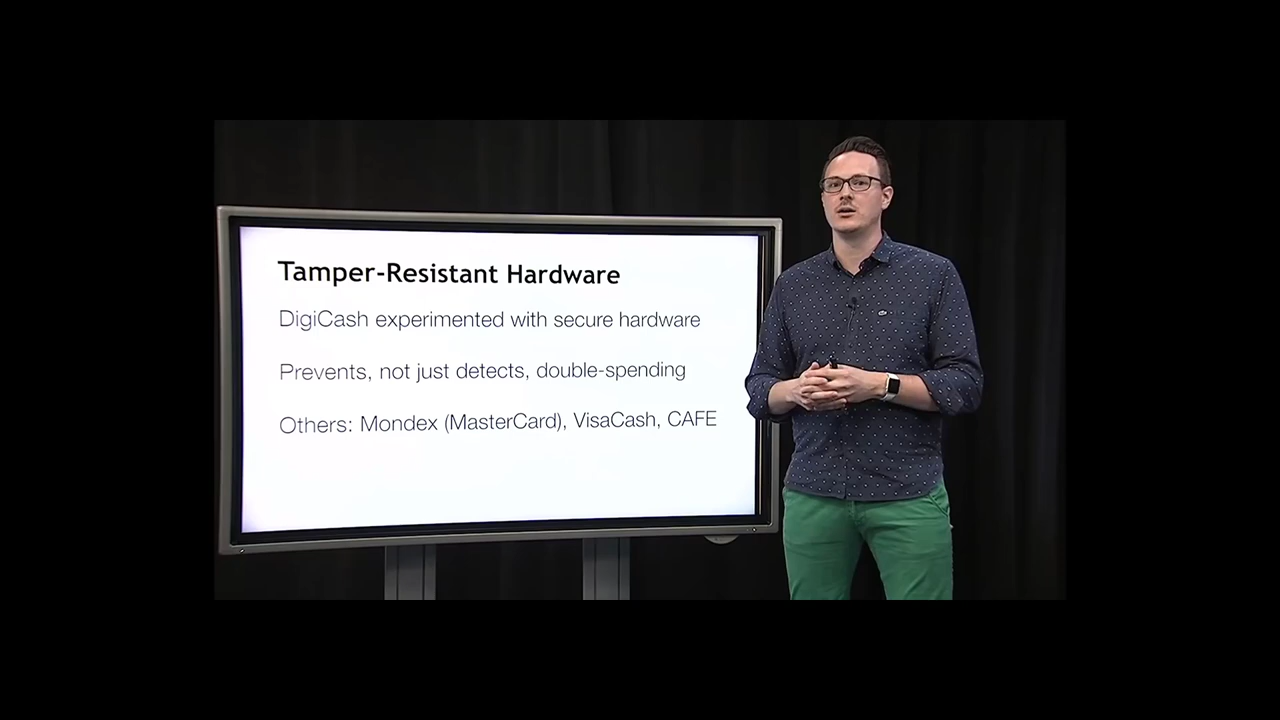 Tamper-Resistant Hardware
DigiCash experimented with secure hardware
Prevents, not just detects, double-spending
Others: Mondex (MasterCard), VisaCash, CAFE